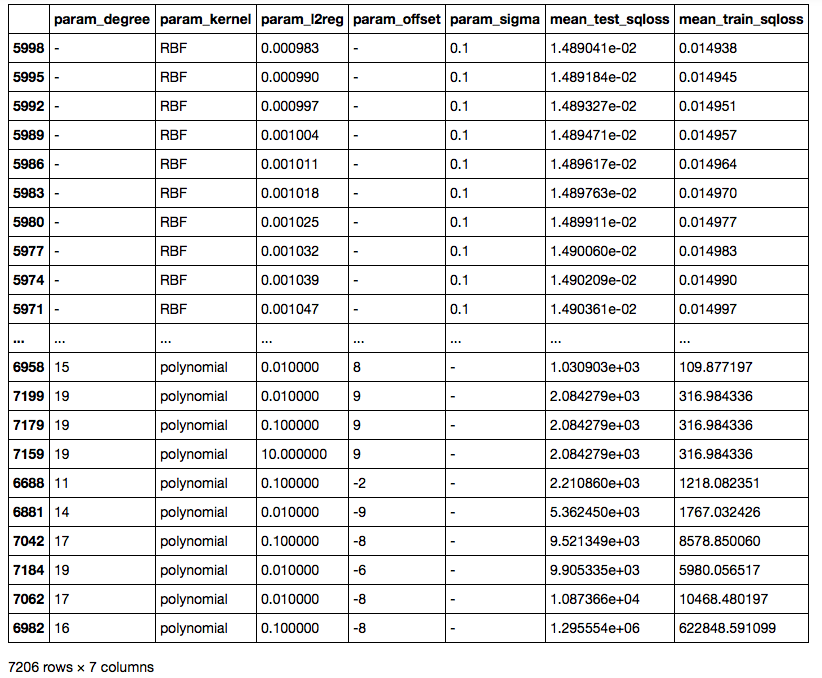 param_degree param_kernel param_l2reg param_offset param_sigma mean_test_sqloss mean_train_sqloss
5998 - RBF 0.000983 - 0.1 1.489041e-02 0.014938
5995 - RBF 0.000990 - 0.1 1.489184e-02 0.014945
5992 - RBF 0.000997 - 0.1 1.489327e-02 0.014951
5989 - RBF 0.001004 - 0.1 1.489471e-02 0.014957
5986 - RBF 0.001011 - 0.1 1.489617e-02 0.014964
5983 - RBF 0.001018 - 0.1 1.489763e-02 0.014970
5980 - RBF 0.001025 - 0.1 1.489911e-02 0.014977
5977 - RBF 0.001032 - 0.1 1.490060e-02 0.014983
5974 - RBF 0.001039 - 0.1 1.490209e-02 0.014990
5971 - RBF 0.001047 - 0.1 1.490361e-02 0.014997
... ... ... ... ... ... ... ...
6958 15 polynomial 0.010000 8 - 1.030903e+03 109.877197
7199 19 polynomial 0.010000 9 - 2.084279e+03 316.984336
7179 19 polynomial 0.100000 9 - 2.084279e+03 316.984336
7159 19 polynomial 10.000000 9 - 2.084279e+03 316.984336
6688 11 polynomial 0.100000 -2 - 2.210860e+03 1218.082351
6881 14 polynomial 0.010000 -9 - 5.362450e+03 1767.032426
7042 17 polynomial 0.100000 -8 - 9.521349e+03 8578.850060
7184 19 polynomial 0.010000 -6 - 9.905335e+03 5980.056517
7062 17 polynomial 0.010000 -8 - 1.087366e+04 10468.480197
6982 16 polynomial 0.100000 -8 - 1.295554e+06 622848.591099
7206 rows × 7 columns